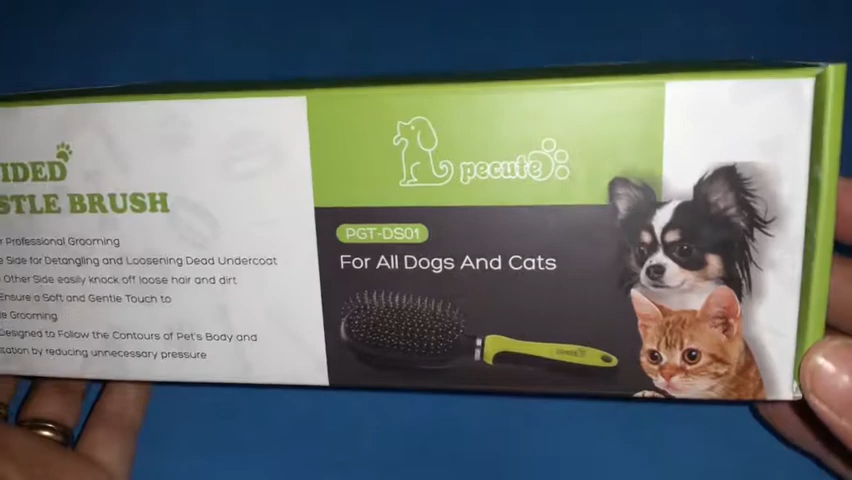 IDED
STLE BRUSH
r Professional Grooming
e Side for Detangling and Loosening Dead Undercoat
Other Side easily knock off loose hair and dirt
Ensure a Soft and Gentle Touch to
le Grooming
Designed to Follow the Contours of Pet's Body and
tation by reducing unnecessary pressure
pecute
PGT-DS01
For All Dogs And Cats